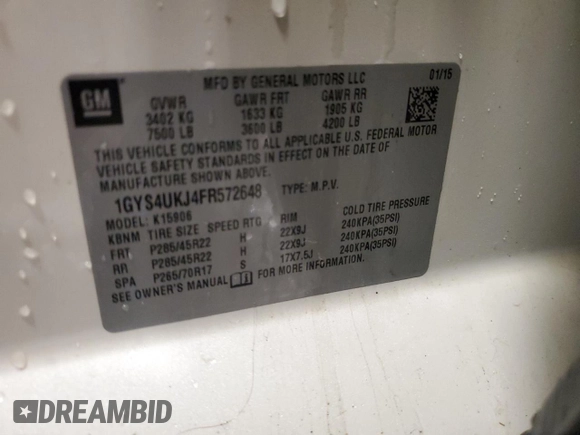 GM
MFD BY GENERAL MOTORS LLC 01/15
GVWR GAWR FRT GAWR RR
3402 KG 1633 KG 1905 KG
7500 LB 3600 LB 4200 LB
THIS VEHICLE CONFORMS TO ALL APPLICABLE U.S. FEDERAL MOTOR
VEHICLE SAFETY STANDARDS IN EFFECT ON THE DATE OF
MANUFACTURE SHOWN ABOVE.
1GYS4UKJ4FR572648 TYPE: M.P.V.
MODEL: K15906
KBNM TIRE SIZE SPEED RTG RIM COLD TIRE PRESSURE
FRT P285/45R22 H 22X9J 240KPA(35PSI)
RR P285/45R22 H 22X9J 240KPA(35PSI)
SPA P265/70R17 S 17X7.5J 240KPA(35PSI)
SEE OWNER'S MANUAL FOR MORE INFORMATION.
DREAMBID